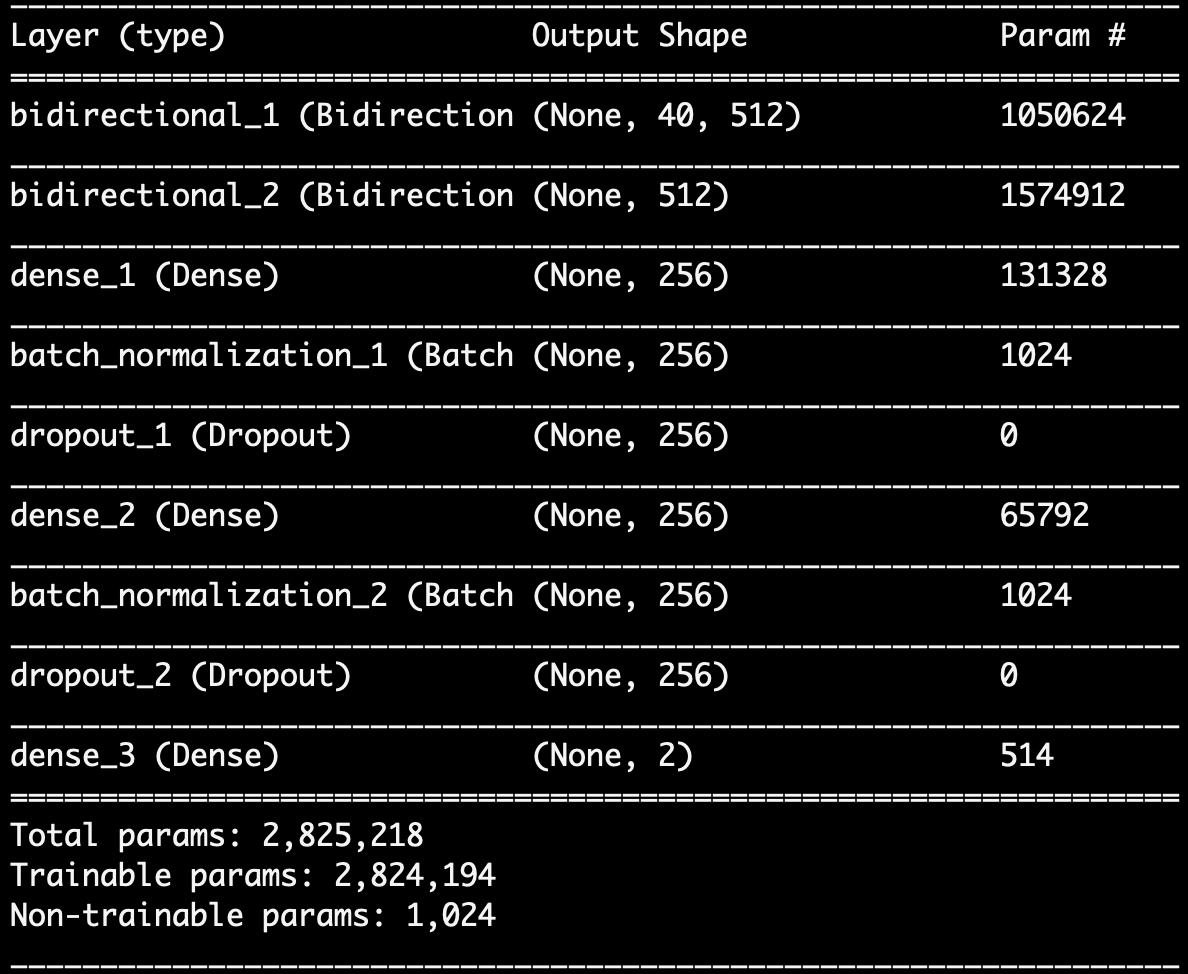 Layer (type) Output Shape Param #
bidirectional_1 (Bidirection (None, 40, 512) 1050624
bidirectional_2 (Bidirection (None, 512) 1574912
dense_1 (Dense) (None, 256) 131328
batch_normalization_1 (Batch (None, 256) 1024
dropout_1 (Dropout) (None, 256) 0
dense_2 (Dense) (None, 256) 65792
batch_normalization_2 (Batch (None, 256) 1024
dropout_2 (Dropout) (None, 256) 0
dense_3 (Dense) (None, 2) 514
Total params: 2,825,218
Trainable params: 2,824,194
Non-trainable params: 1,024